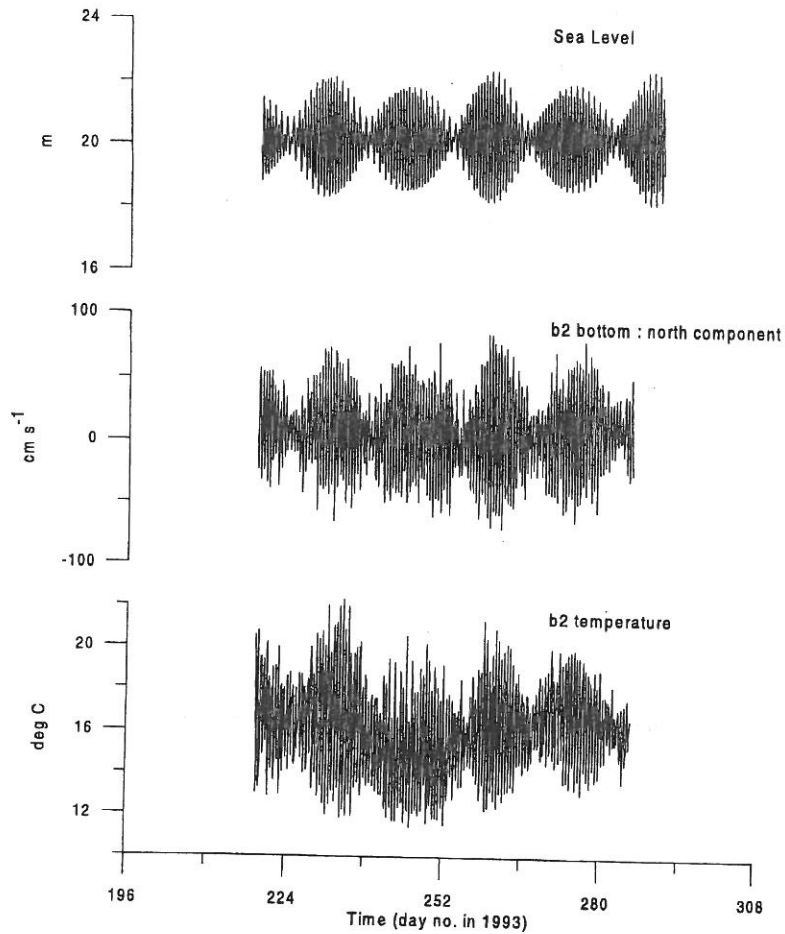 24
Sea Level
m
20
16
100
b2 bottom : north component
cm s⁻¹
0
-100
20
b2 temperature
deg C
16
12
196
224
252
280
308
Time (day no. in 1993)